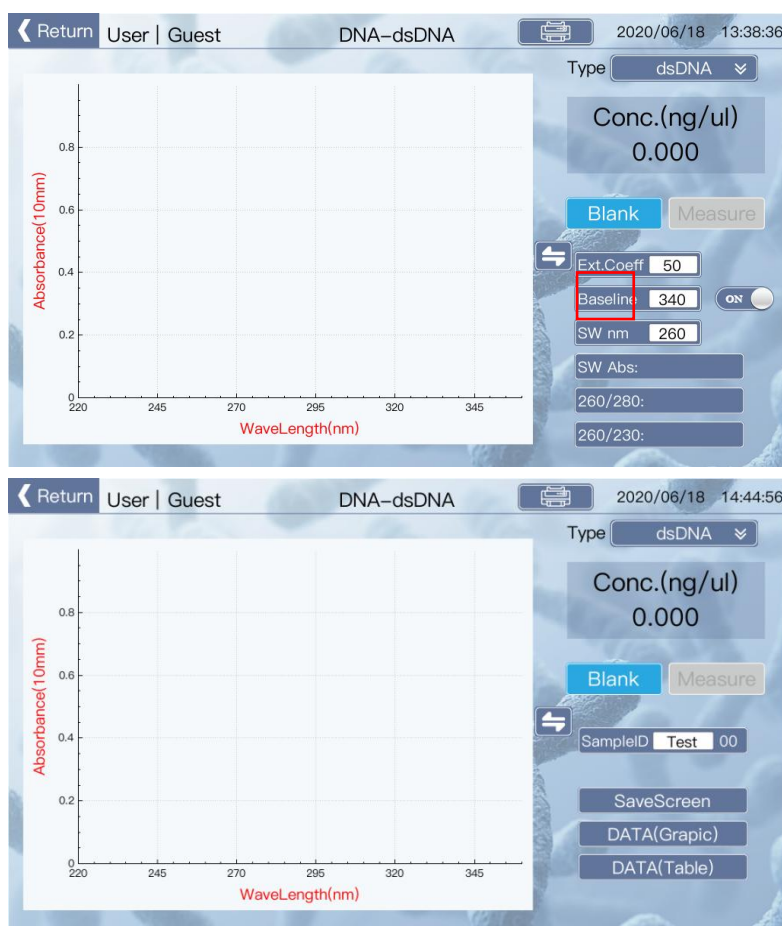 Return User | Guest DNA-dsDNA 2020/06/18 13:38:36
Type dsDNA
Conc.(ng/ul)
0.000
Blank Measure
Ext.Coeff 50
Baseline 340 ON
SW nm 260
SW Abs:
260/280:
260/230:
Absorbance(10mm)
0.8
0.6
0.4
0.2
0
220 245 270 295 320 345
WaveLength(nm)
Return User | Guest DNA-dsDNA 2020/06/18 14:44:56
Type dsDNA
Conc.(ng/ul)
0.000
Blank Measure
SampleID Test 00
SaveScreen
DATA(Grapic)
DATA(Table)
Absorbance(10mm)
0.8
0.6
0.4
0.2
0
220 245 270 295 320 345
WaveLength(nm)